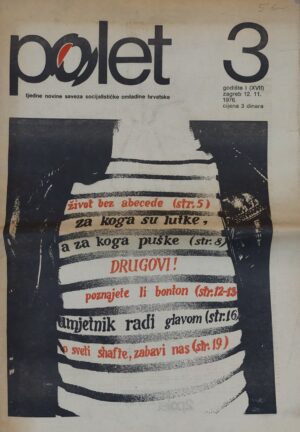 polet
3
tjedne novine saveza socijalističke omladine hrvatske
godište I (XVII)
zagreb 12. 11.
1976
cijena 3 dinara
život bez abecede (str. 5)
za koga su lutke,
a za koga puške (str. 8)
DRUGOVI!
poznajete li bonton (str. 12-13
umjetnik radi glavom (str. 16
o sveti shafte, zabavi nas (str. 19)